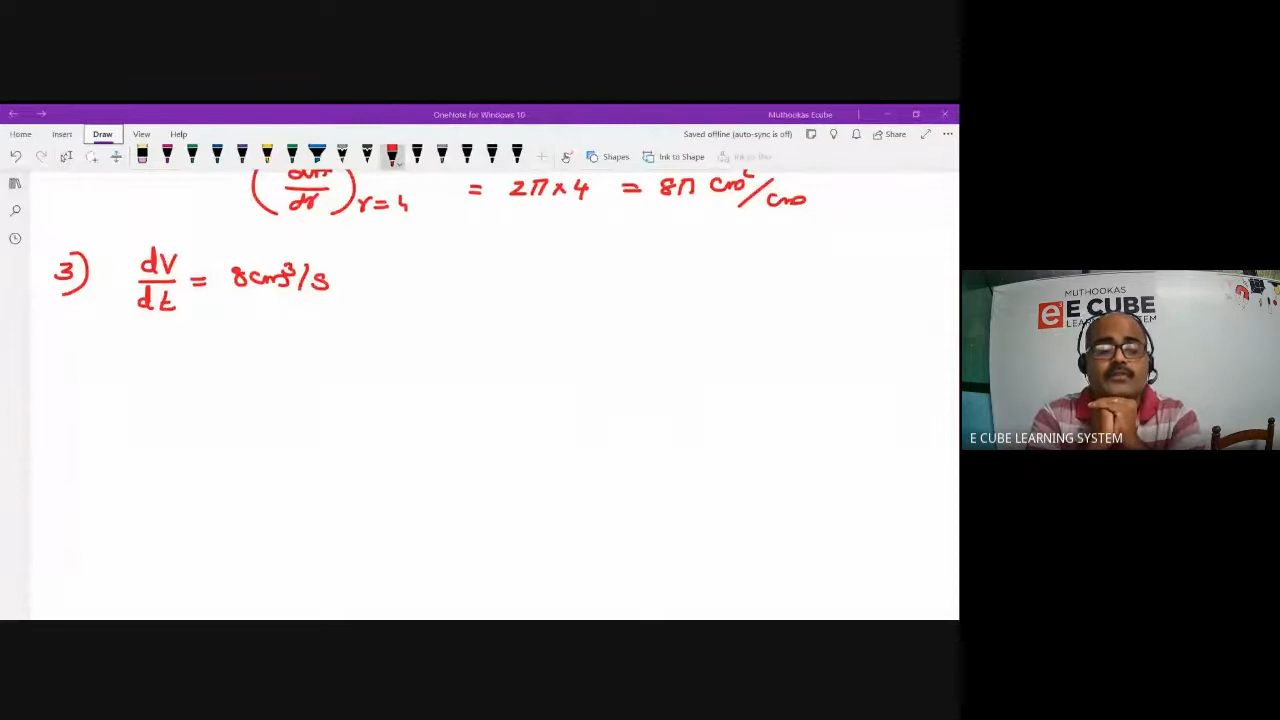 OneNote for Windows 10
Muthookas Ecube
Home Insert Draw View Help
Saved offline (auto-sync is off)
Share
Shapes
Ink to Shape
dr r=4 = 2π×4 = 8π cm²/cm
3) dV/dt = 8cm³/s
MUTHOOKAS
e³ E CUBE
E CUBE LEARNING SYSTEM